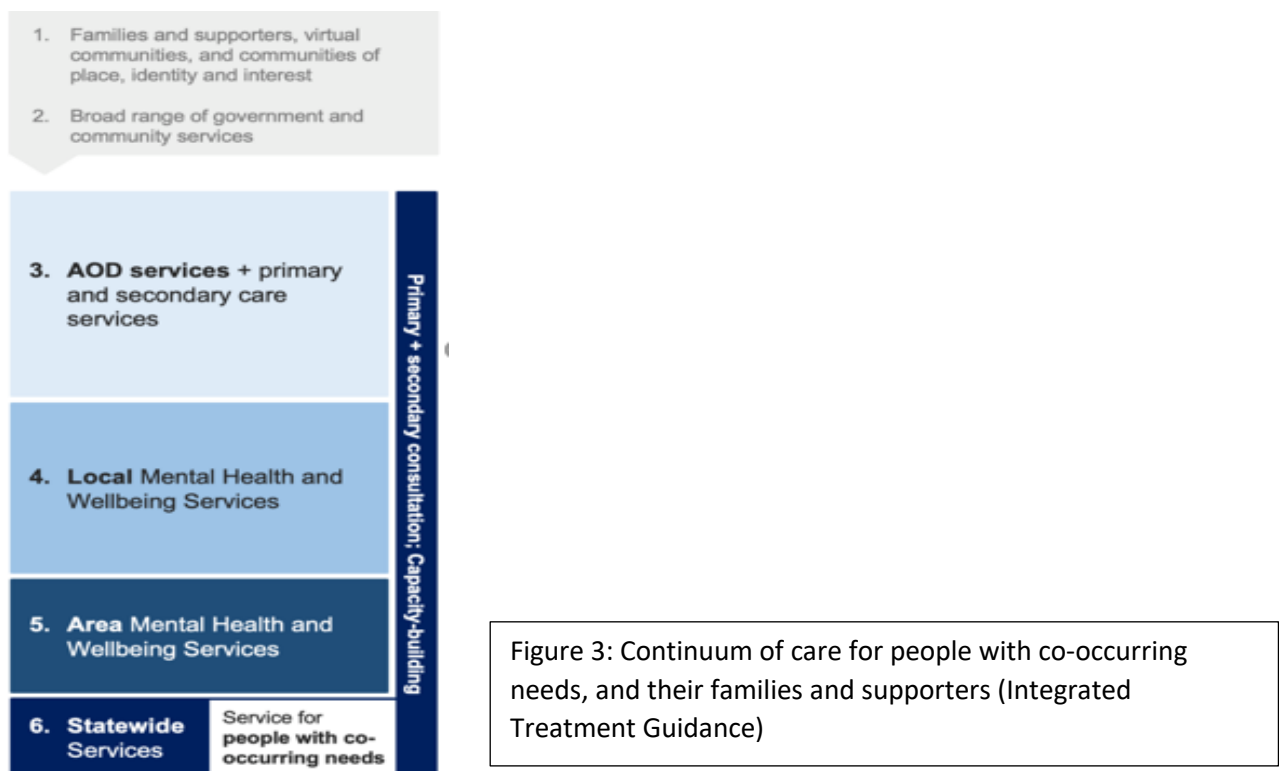 1. Families and supporters, virtual
communities, and communities of
place, identity and interest
2. Broad range of government and
community services
3. AOD services + primary
and secondary care
services
4. Local Mental Health and
Wellbeing Services
5. Area Mental Health and
Wellbeing Services
6. Statewide
Services
Service for
people with co-
occurring needs
Primary + secondary consultation; Capacity-building
Figure 3: Continuum of care for people with co-occurring
needs, and their families and supporters (Integrated
Treatment Guidance)